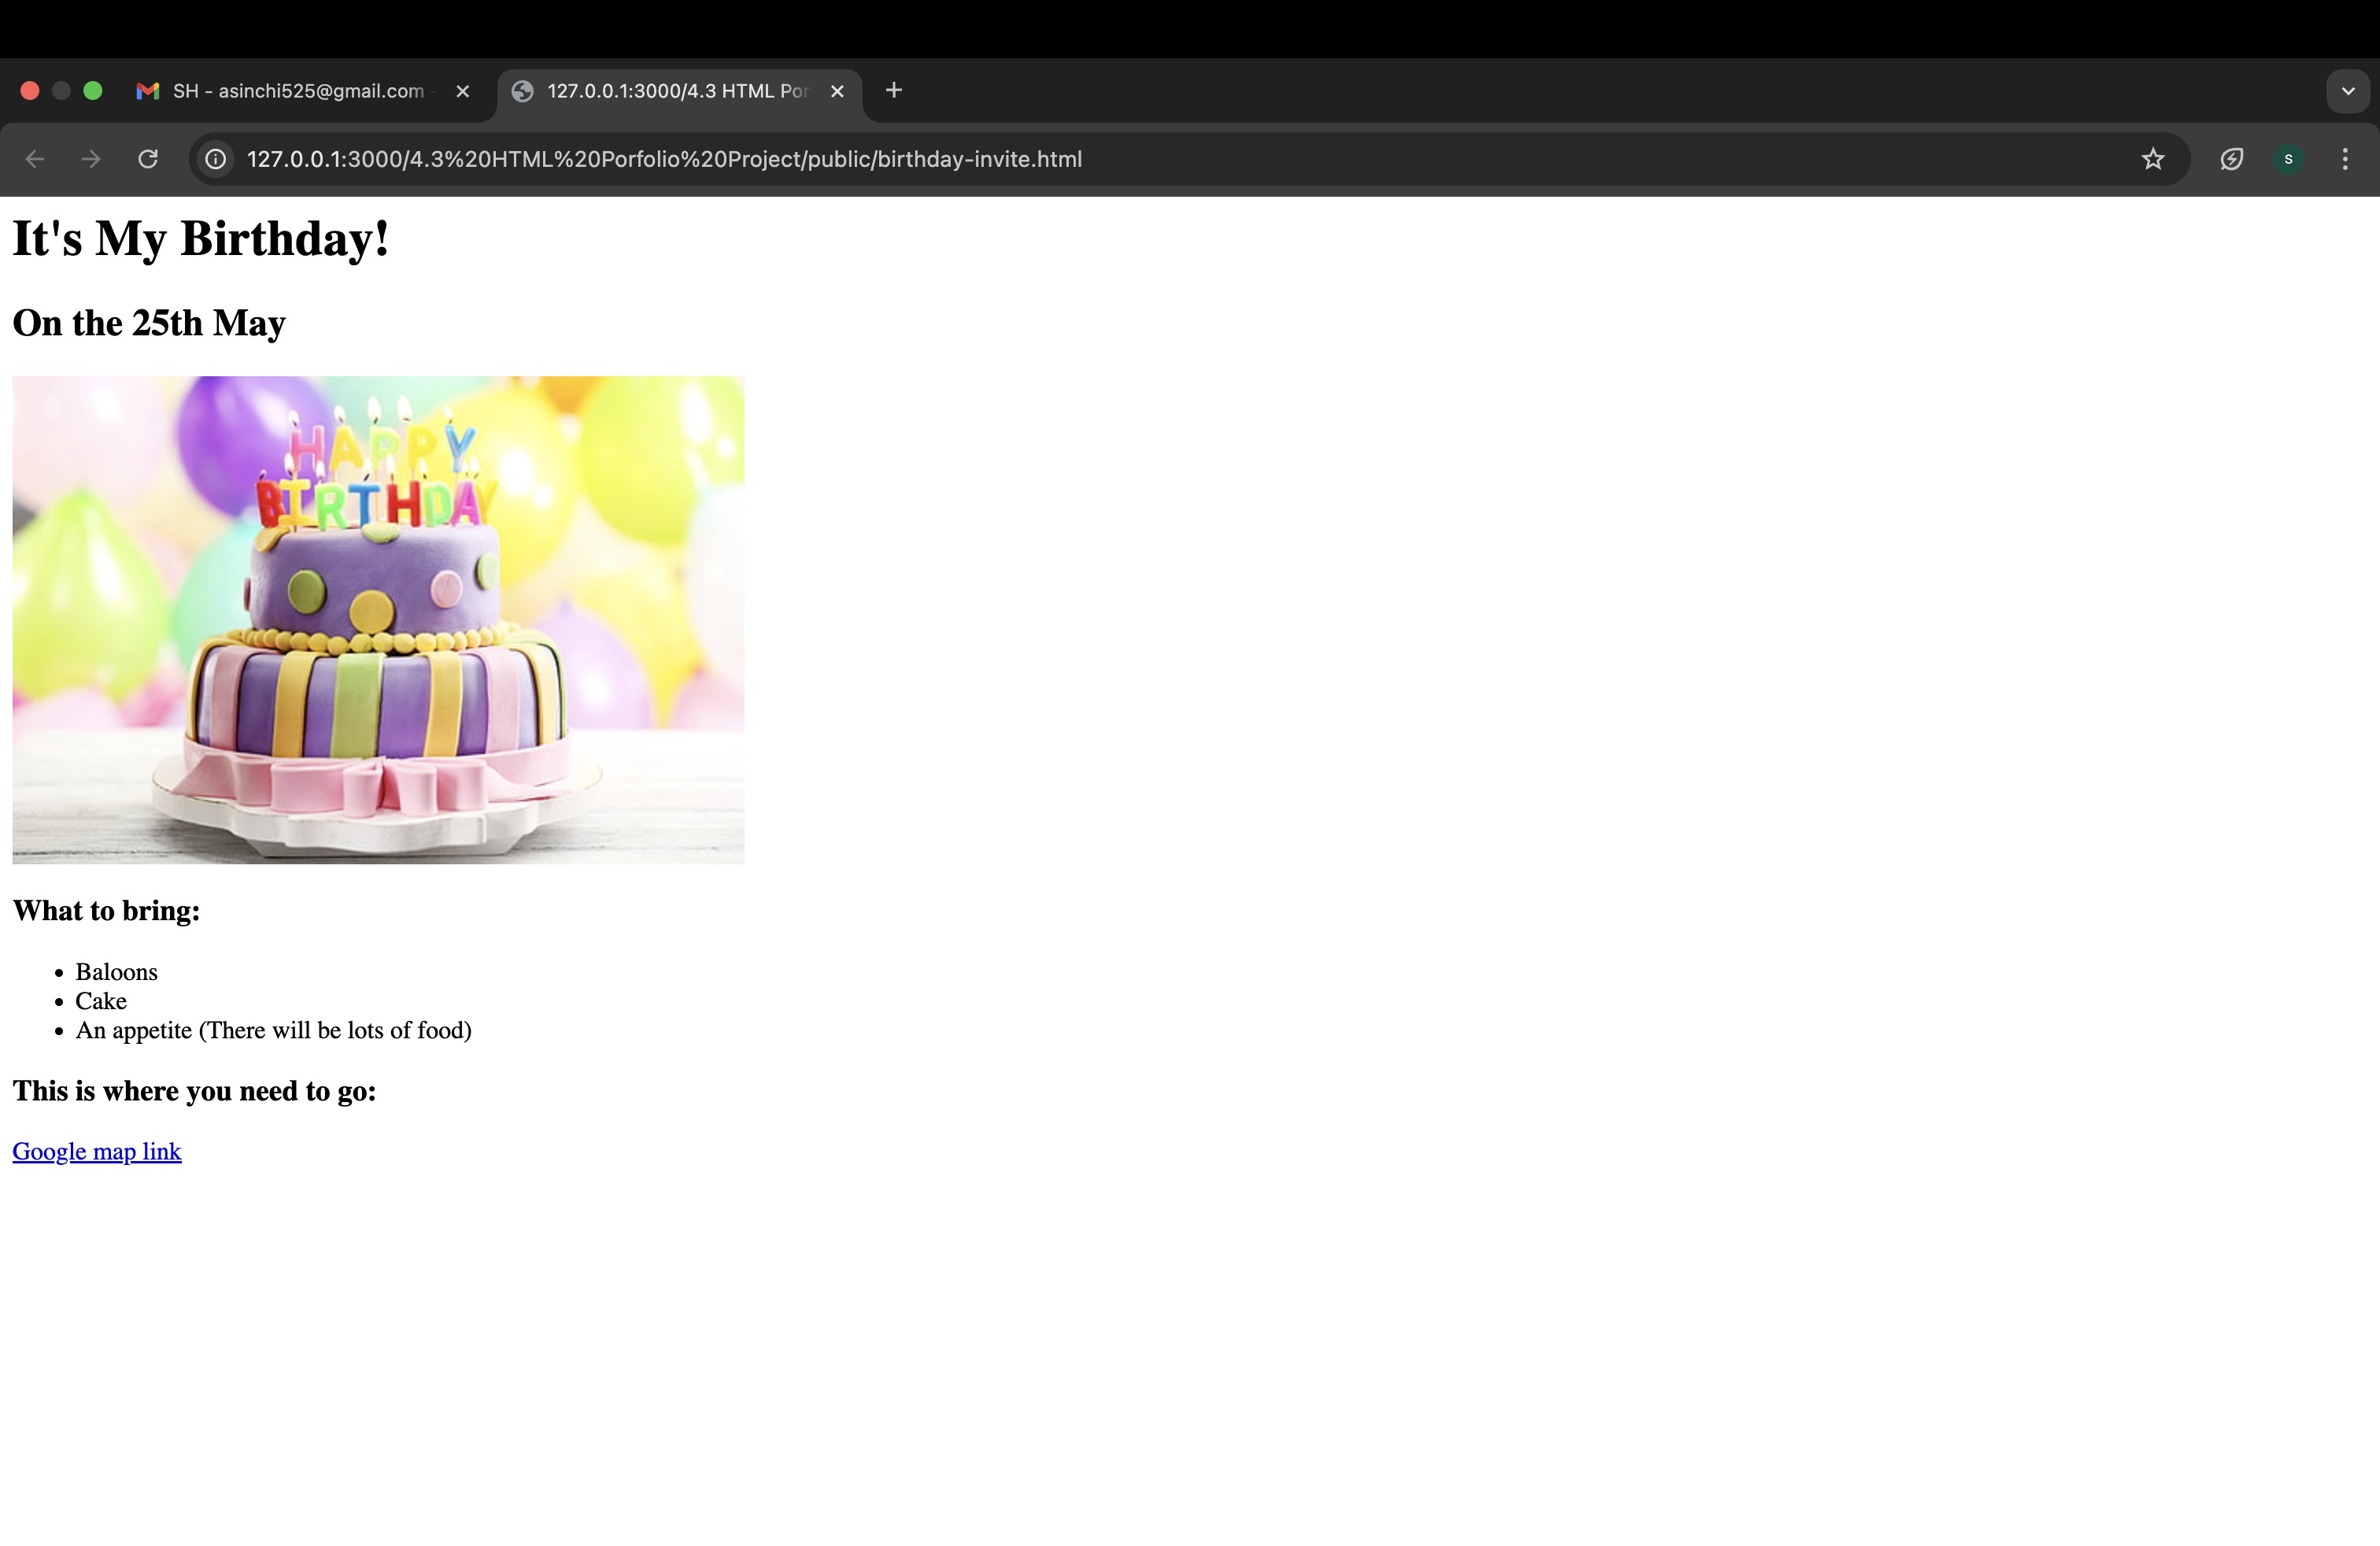 SH - asinchi525@gmail.com -
127.0.0.1:3000/4.3 HTML Por
127.0.0.1:3000/4.3%20HTML%20Porfolio%20Project/public/birthday-invite.html
s
It's My Birthday!
On the 25th May
HAPPY
BIRTHDAY
What to bring:
• Baloons
• Cake
• An appetite (There will be lots of food)
This is where you need to go:
Google map link